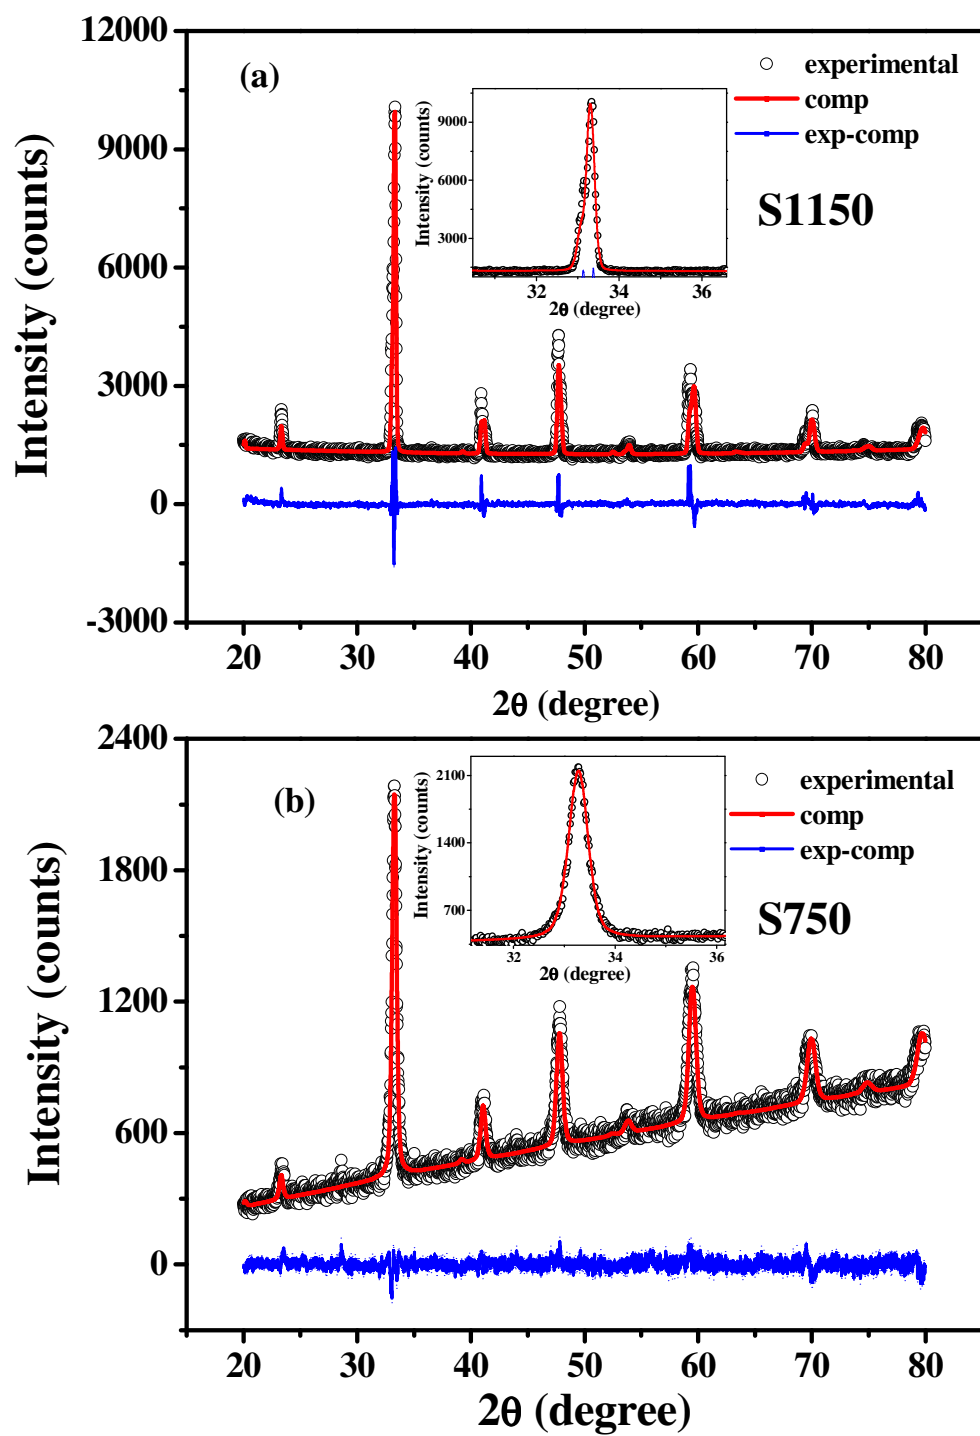 12000
9000
6000
3000
0
-3000
Intensity (counts)
(a)
experimental
comp
exp-comp
S1150
9000
6000
3000
Intensity (counts)
32 34 36
2θ (degree)
20 30 40 50 60 70 80
2θ (degree)
2400
1800
1200
600
0
Intensity (counts)
(b)
experimental
comp
exp-comp
S750
2100
1400
700
Intensity (counts)
32 34 36
2θ (degree)
20 30 40 50 60 70 80
2θ (degree)